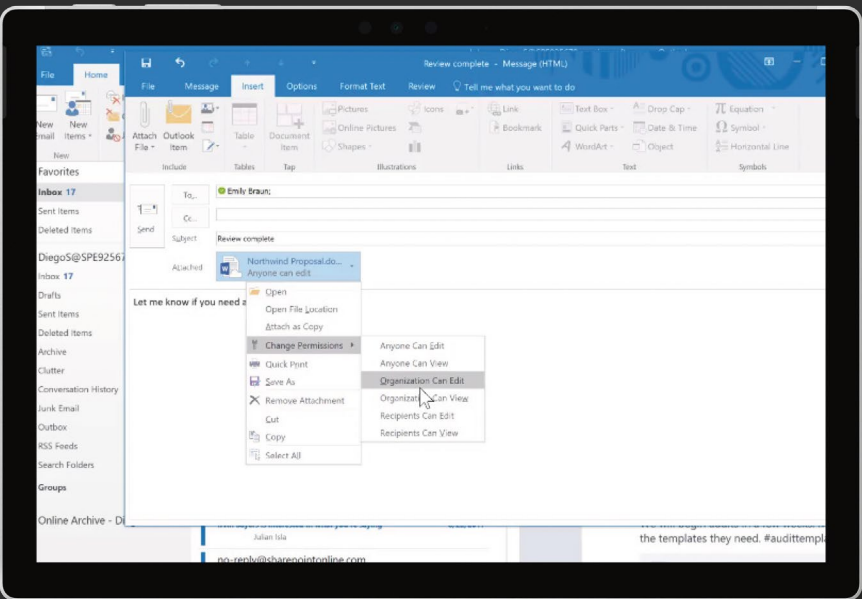 Review complete - Message (HTML)
File Home
File Message Insert Options Format Text Review Tell me what you want to do
New
New Items
New
Attach File
Outlook Item
Include
Table
Tables
Document Item
Tap
Pictures
Online Pictures
Shapes
Icons
Illustrations
Link
Bookmark
Links
Text Box
Quick Parts
WordArt
Drop Cap
Date & Time
Object
Text
Equation
Symbol
Horizontal Line
Symbols
Favorites
Inbox 17
Sent Items
Deleted Items
DiegoS@SPE92567
Inbox 17
Drafts
Sent Items
Deleted Items
Archive
Clutter
Conversation History
Junk Email
Outbox
RSS Feeds
Search Folders
Groups
Online Archive - Di
Send
To... Emily Braun;
Cc...
Subject Review complete
Attached Northwind Proposal.do...
Anyone can edit
Let me know if you need a
Open
Open File Location
Attach as Copy
Change Permissions
Quick Print
Save As
Remove Attachment
Cut
Copy
Select All
Anyone Can Edit
Anyone Can View
Organization Can Edit
Organization Can View
Recipients Can Edit
Recipients Can View
Julian Isla
no-reply@sharepointonline.com
the templates they need. #audittempla